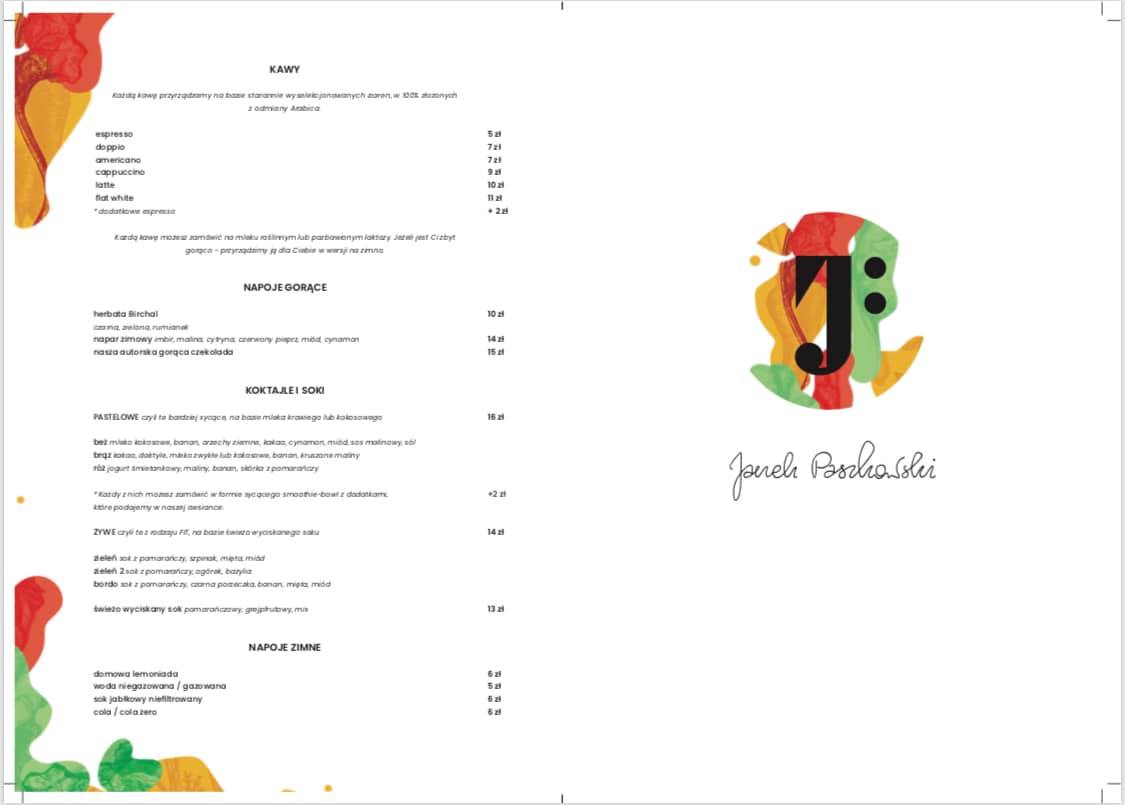 KAWY
Każdą kawę przyrządzamy na bazie starannie wyselekcjonowanych ziaren, w 100% złożonych
z odmiany Arabica.
espresso 5 zł
doppio 7 zł
americano 7 zł
cappuccino 9 zł
latte 10 zł
flat white 11 zł
* dodatkowe espresso + 2 zł
Każdą kawę możesz zamówić na mleku roślinnym lub pozbawionym laktozy. Jeżeli jest Ci zbyt
gorąco - przyrządzimy ją dla Ciebie w wersji na zimno.
NAPOJE GORĄCE
herbata Birchal 10 zł
czarna, zielona, rumianek
napar zimowy imbir, malina, cytryna, czerwony pieprz, miód, cynamon 14 zł
nasza autorska gorąca czekolada 15 zł
KOKTAJLE I SOKI
PASTELOWE czyli te bardziej sycące, na bazie mleka krowiego lub kokosowego 16 zł
beż mleko kokosowe, banan, orzechy ziemne, kakao, cynamon, miód, sos malinowy, sól
brąz kakao, daktyle, mleko zwykłe lub kokosowe, banan, kruszone maliny
róż jogurt śmietankowy, maliny, banan, skórka z pomarańczy
* Każdy z nich możesz zamówić w formie sycącego smoothie-bowl z dodatkami, +2 zł
które podajemy w naszej awsiance.
ŻYWE czyli te z rodzaju FIT, na bazie świeżo wyciskanego soku 14 zł
zieleń sok z pomarańczy, szpinak, mięta, miód
zieleń 2 sok z pomarańczy, ogórek, bazylia
bordo sok z pomarańczy, czarna porzeczka, banan, mięta, miód
świeżo wyciskany sok pomarańczowy, grejpfrutowy, mix 13 zł
NAPOJE ZIMNE
domowa lemoniada 6 zł
woda niegazowana / gazowana 5 zł
sok jabłkowy niefiltrowany 6 zł
cola / cola zero 6 zł
J:
Jarek Paszkowski